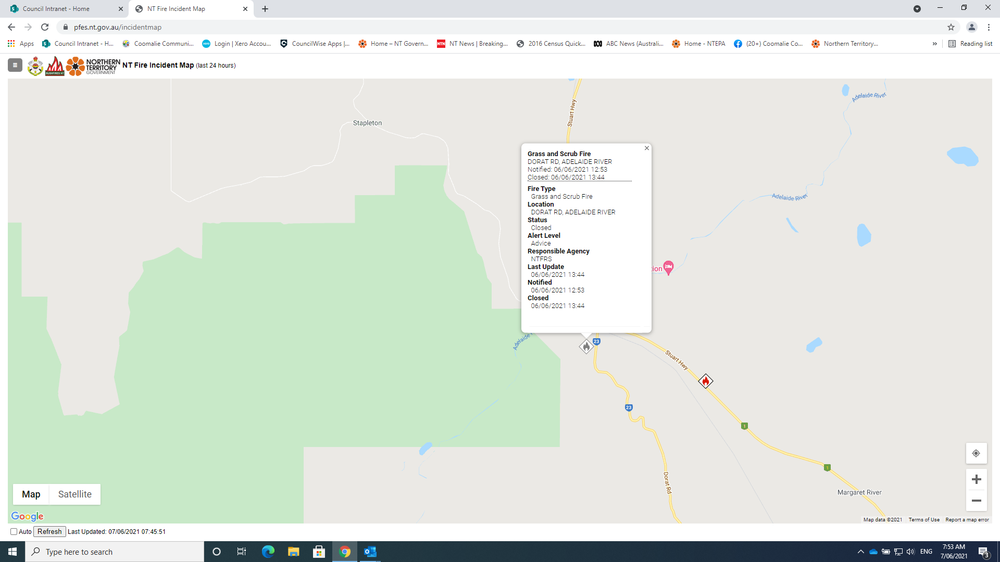 Council Intranet - Home
NT Fire Incident Map
pfes.nt.gov.au/incidentmap
Apps
Council Intranet - H...
Coomalie Communi...
Login | Xero Accou...
CouncilWise Apps |...
Home – NT Govern...
NT News | Breaking...
2016 Census Quick...
ABC News (Australi...
Home - NTEPA
(20+) Coomalie Co...
Northern Territory...
Reading list
BUSHFIRES NT
NORTHERN
TERRITORY
GOVERNMENT
NT Fire Incident Map (last 24 hours)
Adelaide River
Stuart Hwy
Stapleton
Grass and Scrub Fire
DORAT RD, ADELAIDE RIVER
Notified: 06/06/2021 12:53
Closed: 06/06/2021 13:44
Fire Type
Grass and Scrub Fire
Location
DORAT RD, ADELAIDE RIVER
Status
Closed
Alert Level
Advice
Responsible Agency
NTFRS
Last Update
06/06/2021 13:44
Notified
06/06/2021 12:53
Closed
06/06/2021 13:44
Adelaide River
tion
Adelaide
23
Stuart Hwy
23
1
1
Dorat Rd
Margaret River
Map
Satellite
Google
Map data ©2021
Terms of Use
Report a map error
Auto
Refresh
Last Updated: 07/06/2021 07:45:51
Type here to search
ENG
7:53 AM
7/06/2021
3